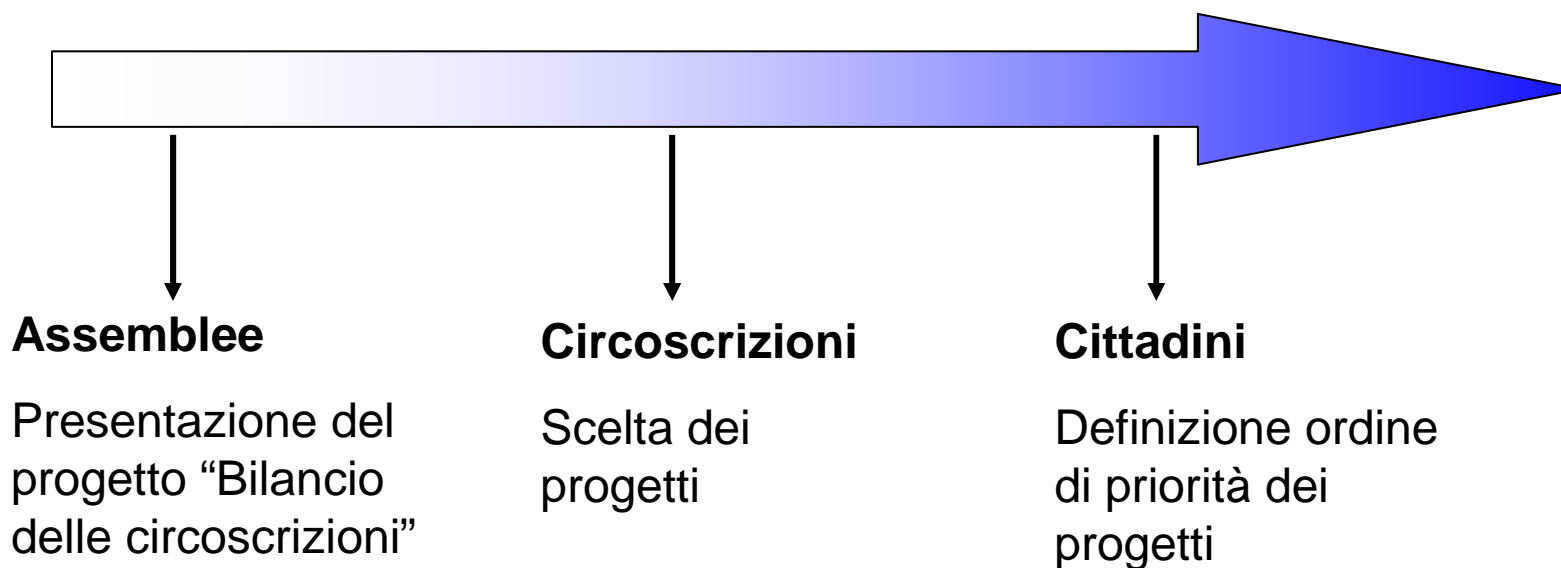 Assemblee
Presentazione del
progetto “Bilancio
delle circoscrizioni”
Circoscrizioni
Scelta dei
progetti
Cittadini
Definizione ordine
di priorità dei
progetti